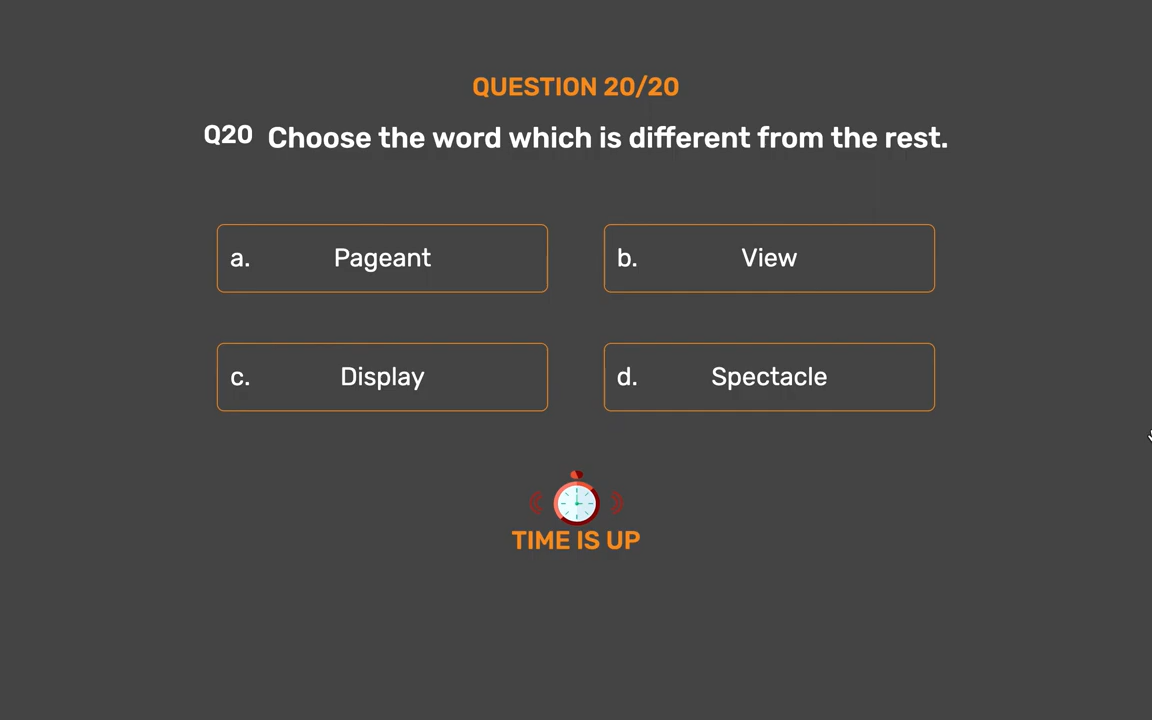 QUESTION 20/20
Q20 Choose the word which is different from the rest.
a. Pageant
b. View
c. Display
d. Spectacle
TIME IS UP